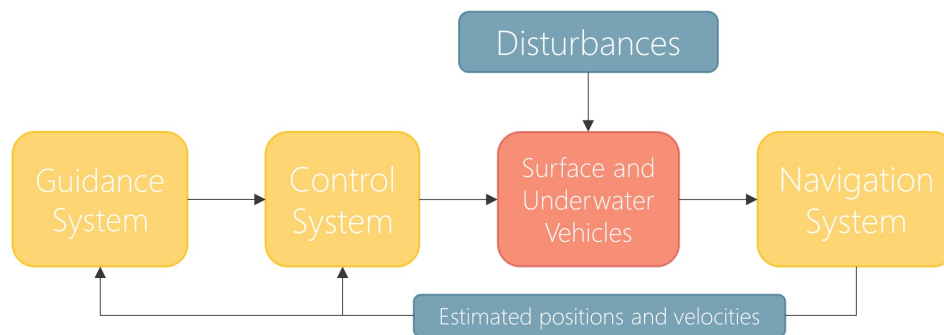 Disturbances
Guidance
System
Control
System
Surface and
Underwater
Vehicles
Navigation
System
Estimated positions and velocities